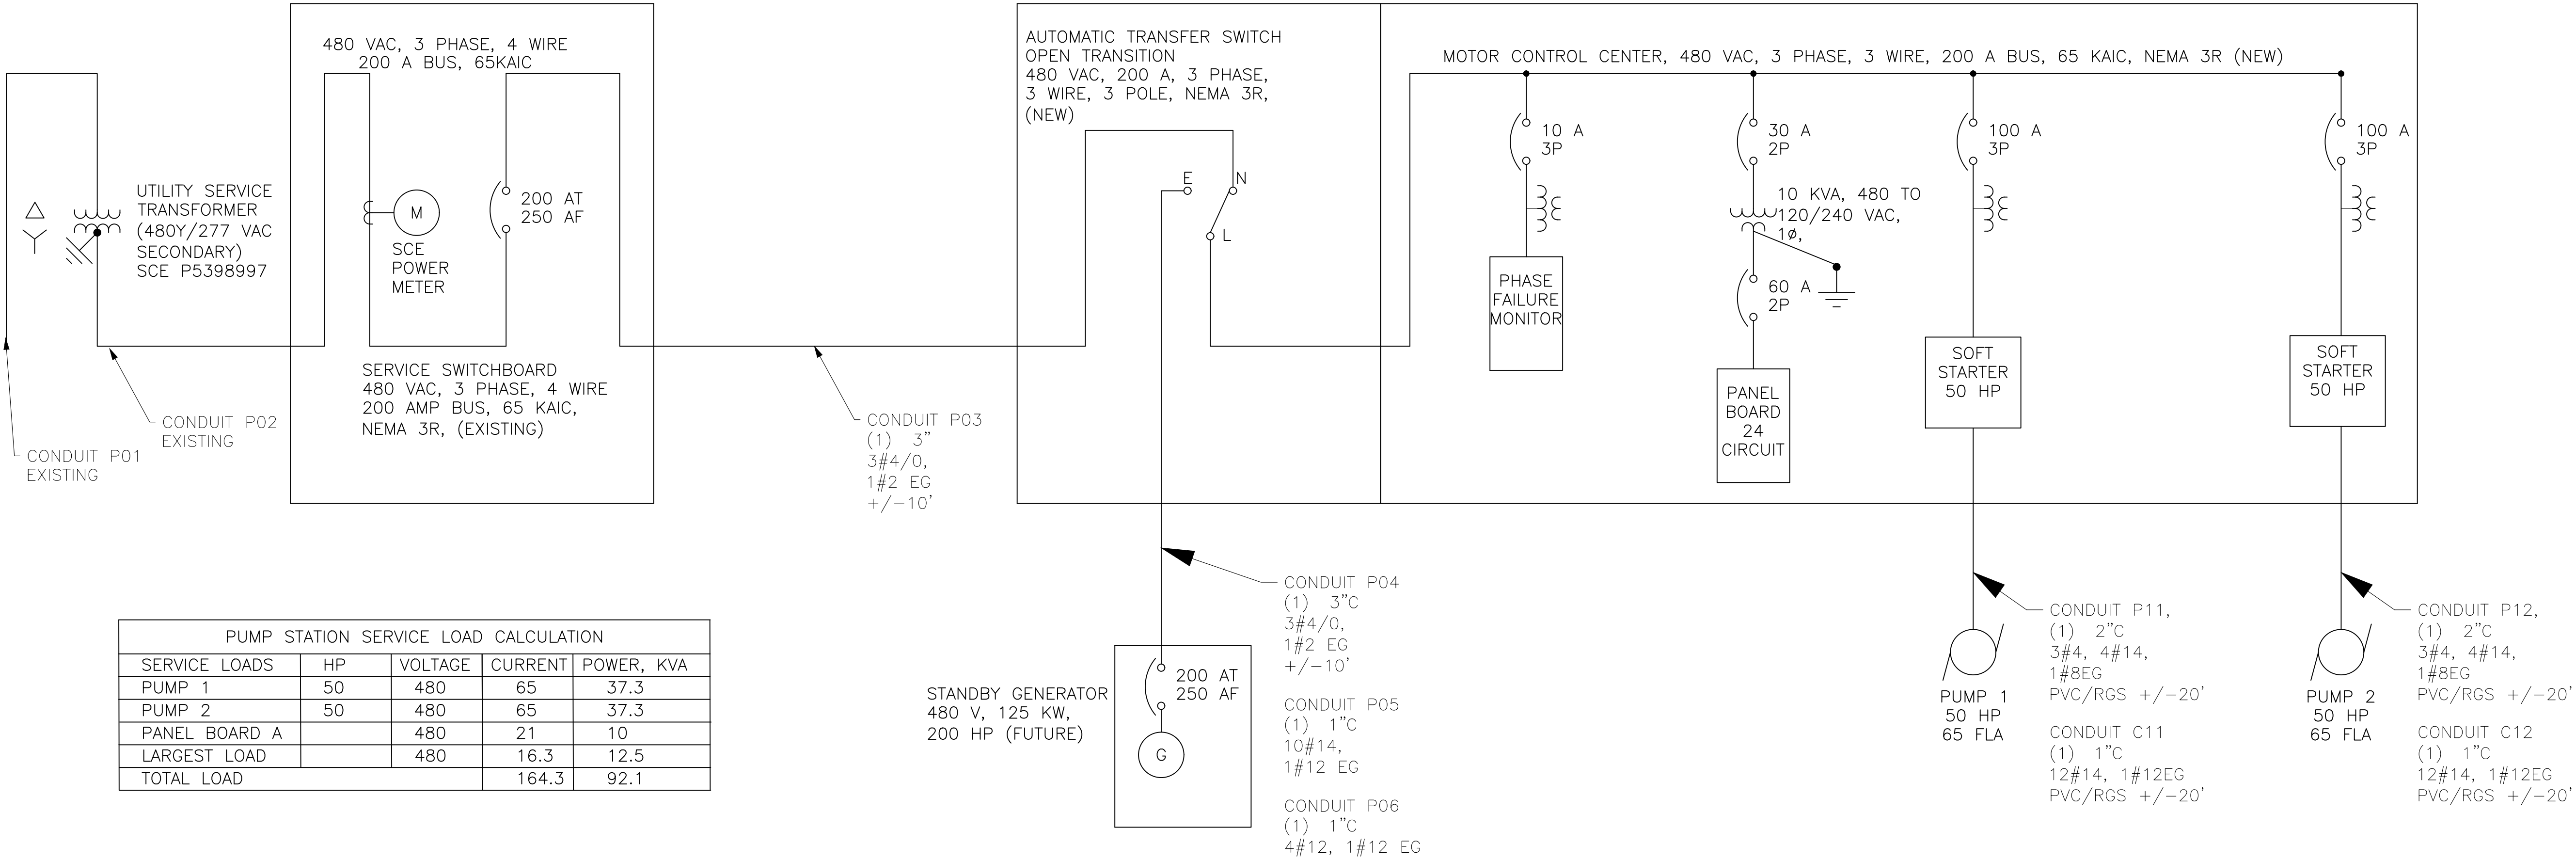 480 VAC, 3 PHASE, 4 WIRE
200 A BUS, 65KAIC
UTILITY SERVICE
TRANSFORMER
(480Y/277 VAC
SECONDARY)
SCE P5398997
M
SCE
POWER
METER
200 AT
250 AF
SERVICE SWITCHBOARD
480 VAC, 3 PHASE, 4 WIRE
200 AMP BUS, 65 KAIC,
NEMA 3R, (EXISTING)
CONDUIT P02
EXISTING
CONDUIT P01
EXISTING
CONDUIT P03
(1) 3"
3#4/0,
1#2 EG
+/-10'
AUTOMATIC TRANSFER SWITCH
OPEN TRANSITION
480 VAC, 200 A, 3 PHASE,
3 WIRE, 3 POLE, NEMA 3R,
(NEW)
E
N
L
MOTOR CONTROL CENTER, 480 VAC, 3 PHASE, 3 WIRE, 200 A BUS, 65 KAIC, NEMA 3R (NEW)
10 A
3P
PHASE
FAILURE
MONITOR
30 A
2P
10 KVA, 480 TO
120/240 VAC,
1ø,
60 A
2P
PANEL
BOARD
24
CIRCUIT
100 A
3P
SOFT
STARTER
50 HP
100 A
3P
SOFT
STARTER
50 HP
CONDUIT P04
(1) 3"C
3#4/0,
1#2 EG
+/-10'
CONDUIT P05
(1) 1"C
10#14,
1#12 EG
CONDUIT P06
(1) 1"C
4#12, 1#12 EG
STANDBY GENERATOR
480 V, 125 KW,
200 HP (FUTURE)
200 AT
250 AF
G
PUMP 1
50 HP
65 FLA
CONDUIT P11,
(1) 2"C
3#4, 4#14,
1#8EG
PVC/RGS +/-20'
CONDUIT C11
(1) 1"C
12#14, 1#12EG
PVC/RGS +/-20'
PUMP 2
50 HP
65 FLA
CONDUIT P12,
(1) 2"C
3#4, 4#14,
1#8EG
PVC/RGS +/-20'
CONDUIT C12
(1) 1"C
12#14, 1#12EG
PVC/RGS +/-20'
PUMP STATION SERVICE LOAD CALCULATION
SERVICE LOADS HP VOLTAGE CURRENT POWER, KVA
PUMP 1 50 480 65 37.3
PUMP 2 50 480 65 37.3
PANEL BOARD A 480 21 10
LARGEST LOAD 480 16.3 12.5
TOTAL LOAD 164.3 92.1